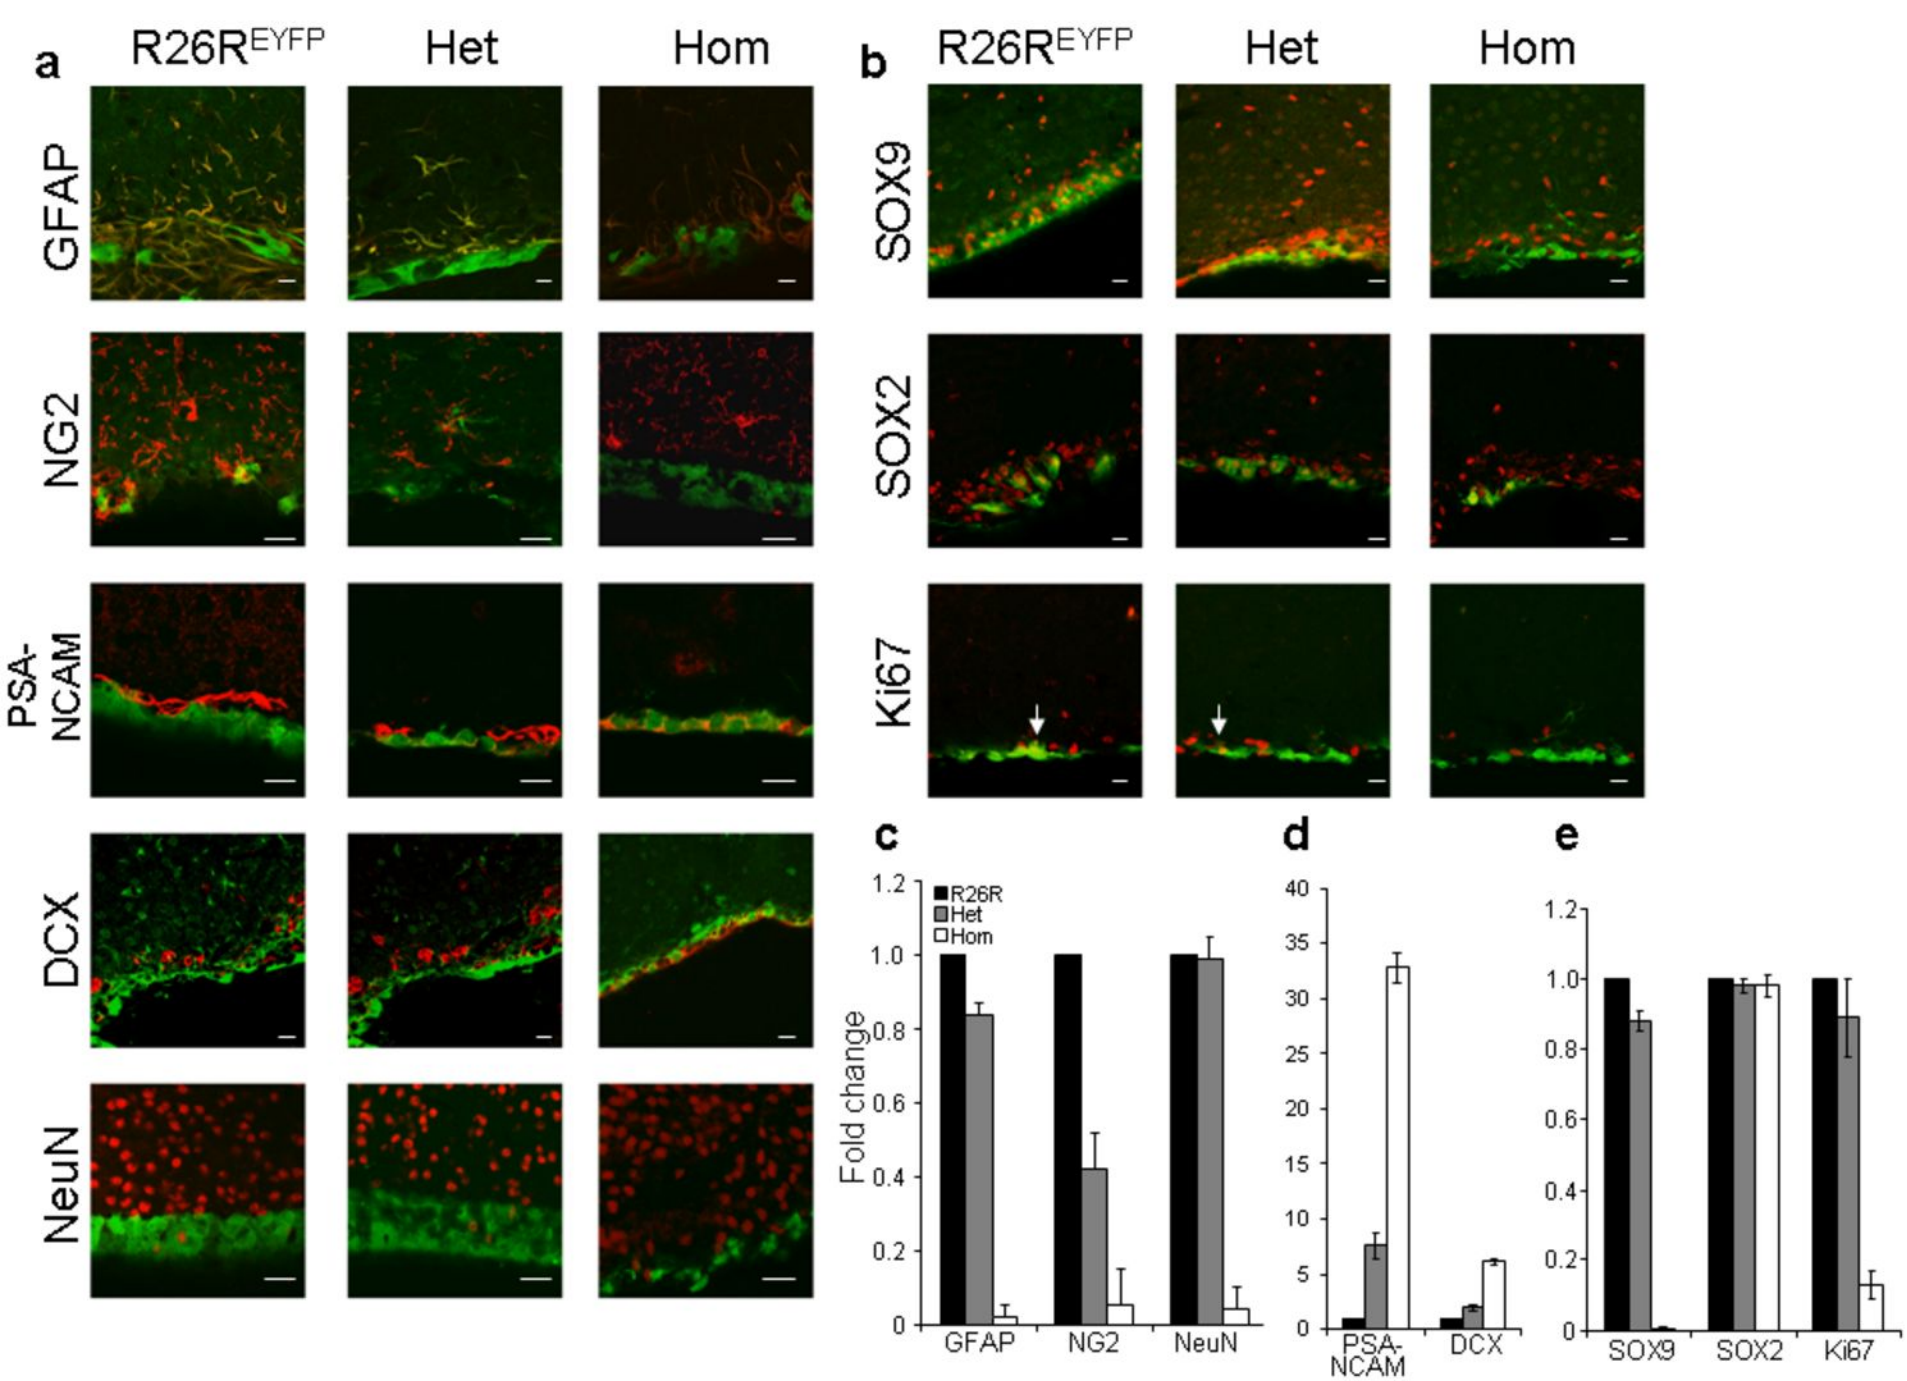 a
R26R^EYFP Het Hom
GFAP
NG2
PSA-
NCAM
DCX
NeuN
b
R26R^EYFP Het Hom
SOX9
SOX2
Ki67
c
Fold change
1.2
1.0
0.8
0.6
0.4
0.2
0
R26R
Het
Hom
GFAP NG2 NeuN
d
40
35
30
25
20
15
10
5
0
PSA-
NCAM
DCX
e
1.2
1.0
0.8
0.6
0.4
0.2
0
SOX9 SOX2 Ki67